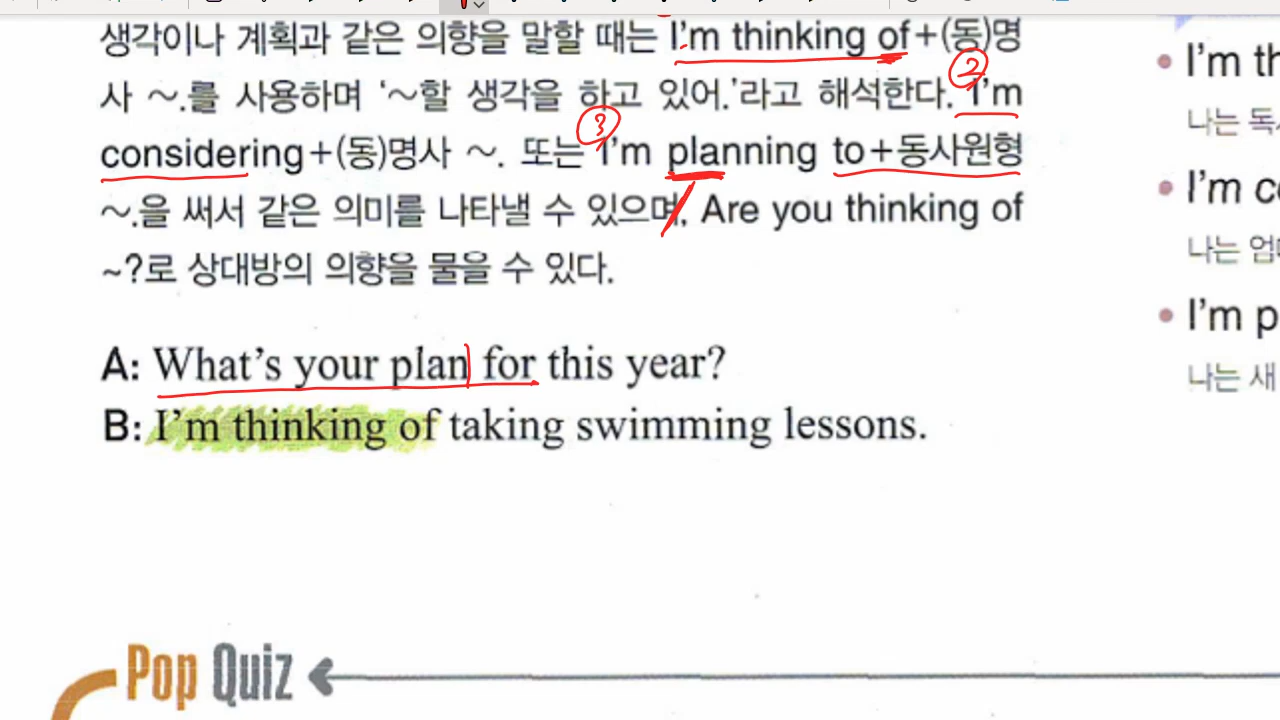 생각이나 계획과 같은 의향을 말할 때는 I'm thinking of+(동)명
사 ~.를 사용하며 '~할 생각을 하고 있어.'라고 해석한다. I'm
②
considering+(동)명사 ~. 또는 I'm planning to+동사원형
③
~.을 써서 같은 의미를 나타낼 수 있으며, Are you thinking of
~?로 상대방의 의향을 물을 수 있다.
A: What's your plan for this year?
B: I'm thinking of taking swimming lessons.
Pop Quiz
I'm th
나는 독
I'm co
나는 엄
I'm p
나는 새